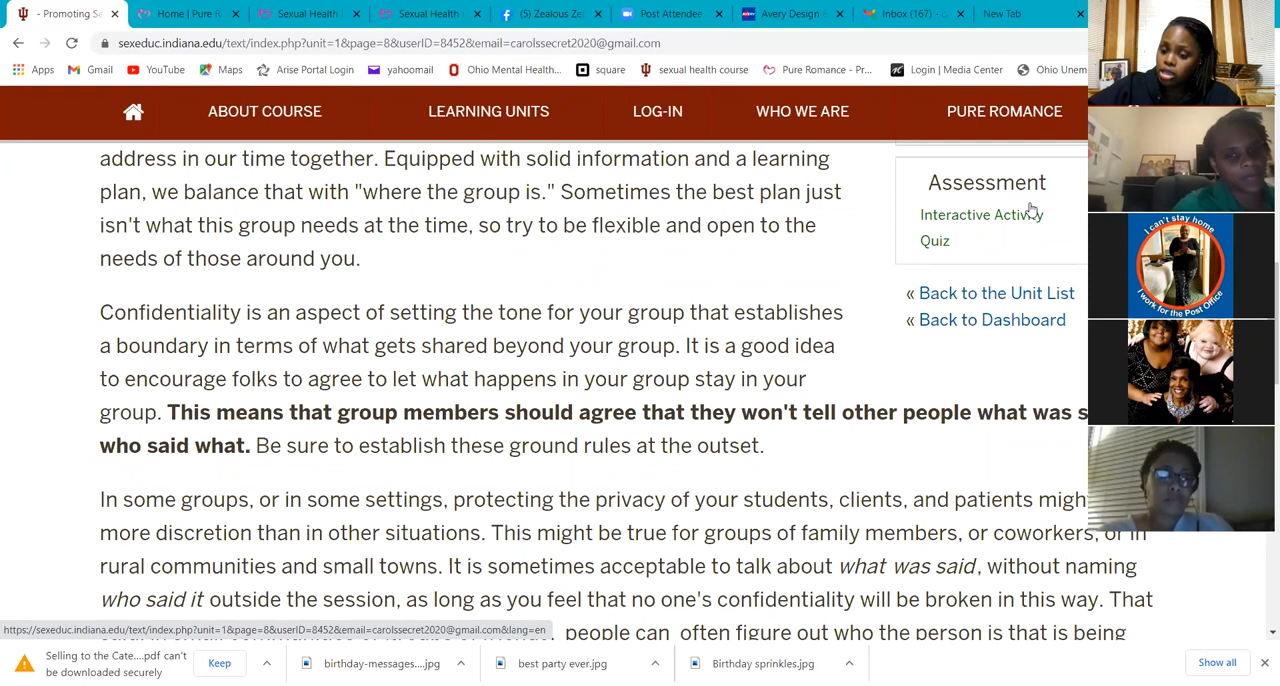 - Promoting Se
Home | Pure R
Sexual Health
Sexual Health
(5) Zealous Ze
Post Attendee
Avery Design
Inbox (167) -
New Tab
sexeduc.indiana.edu/text/index.php?unit=1&page=8&userID=8452&email=carolssecret2020@gmail.com
Apps
Gmail
YouTube
Maps
Arise Portal Login
yahoomail
Ohio Mental Health...
square
sexual health course
Pure Romance - Pr...
Login | Media Center
Ohio Unem
ABOUT COURSE
LEARNING UNITS
LOG-IN
WHO WE ARE
PURE ROMANCE
address in our time together. Equipped with solid information and a learning
plan, we balance that with "where the group is." Sometimes the best plan just
isn't what this group needs at the time, so try to be flexible and open to the
needs of those around you.
Confidentiality is an aspect of setting the tone for your group that establishes
a boundary in terms of what gets shared beyond your group. It is a good idea
to encourage folks to agree to let what happens in your group stay in your
group. This means that group members should agree that they won't tell other people what was s
who said what. Be sure to establish these ground rules at the outset.
In some groups, or in some settings, protecting the privacy of your students, clients, and patients migh
more discretion than in other situations. This might be true for groups of family members, or coworkers, or in
rural communities and small towns. It is sometimes acceptable to talk about what was said, without naming
who said it outside the session, as long as you feel that no one's confidentiality will be broken in this way. That
people can often figure out who the person is that is being
Assessment
Interactive Activity
Quiz
« Back to the Unit List
« Back to Dashboard
I can't stay home
I work for the Post Office
https://sexeduc.indiana.edu/text/index.php?unit=1&page=8&userID=8452&email=carolssecret2020@gmail.com&lang=en
Selling to the Cate....pdf can't
be downloaded securely
Keep
birthday-messages....jpg
best party ever.jpg
Birthday sprinkles.jpg
Show all